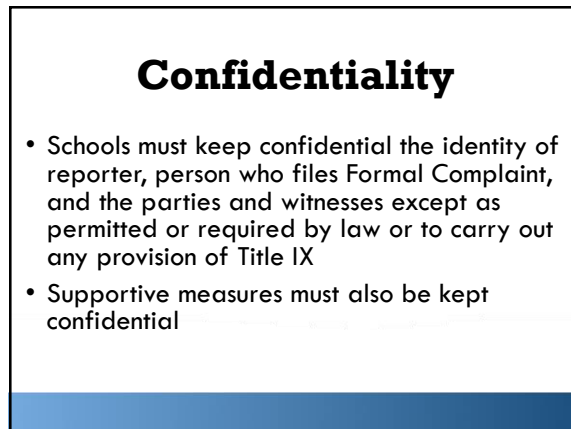 Confidentiality
• Schools must keep confidential the identity of
reporter, person who files Formal Complaint,
and the parties and witnesses except as
permitted or required by law or to carry out
any provision of Title IX
• Supportive measures must also be kept
confidential